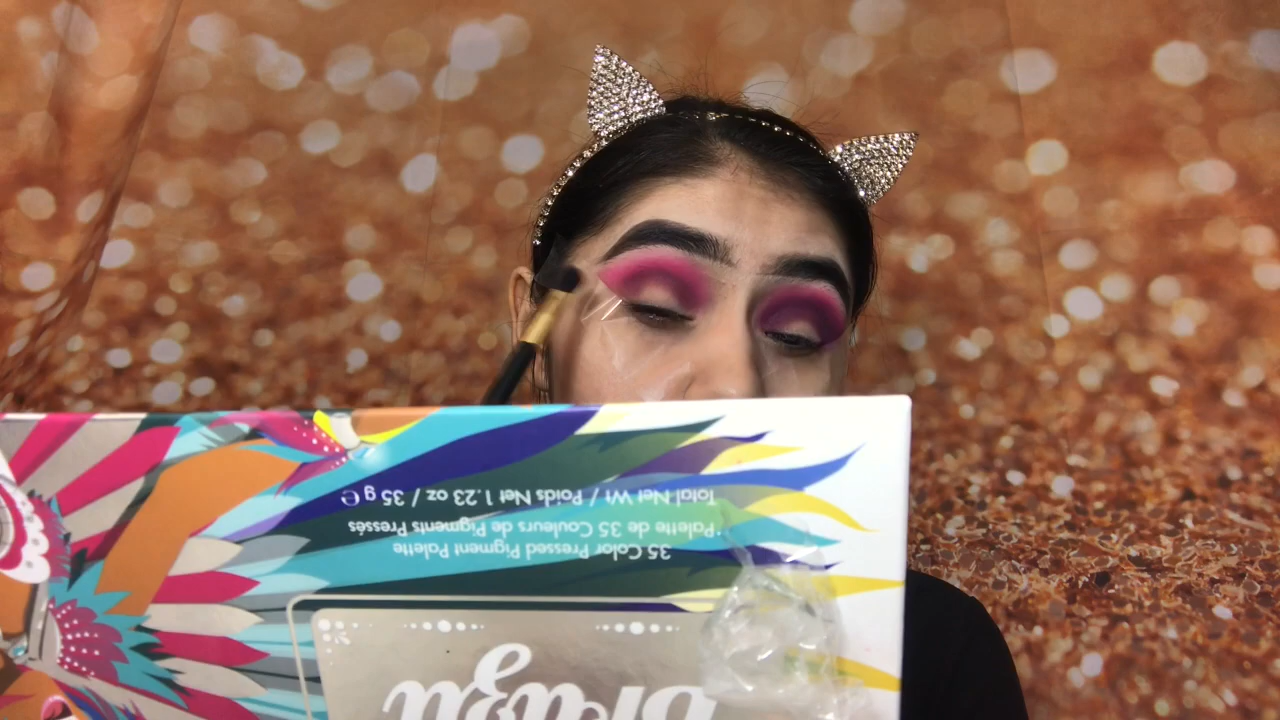 brazil
35 Color Pressed Pigment Palette
*Palette de 35 Couleurs de Pigments Pressés
Total Net Wt / Poids Net 1.23 oz / 35 g ℮